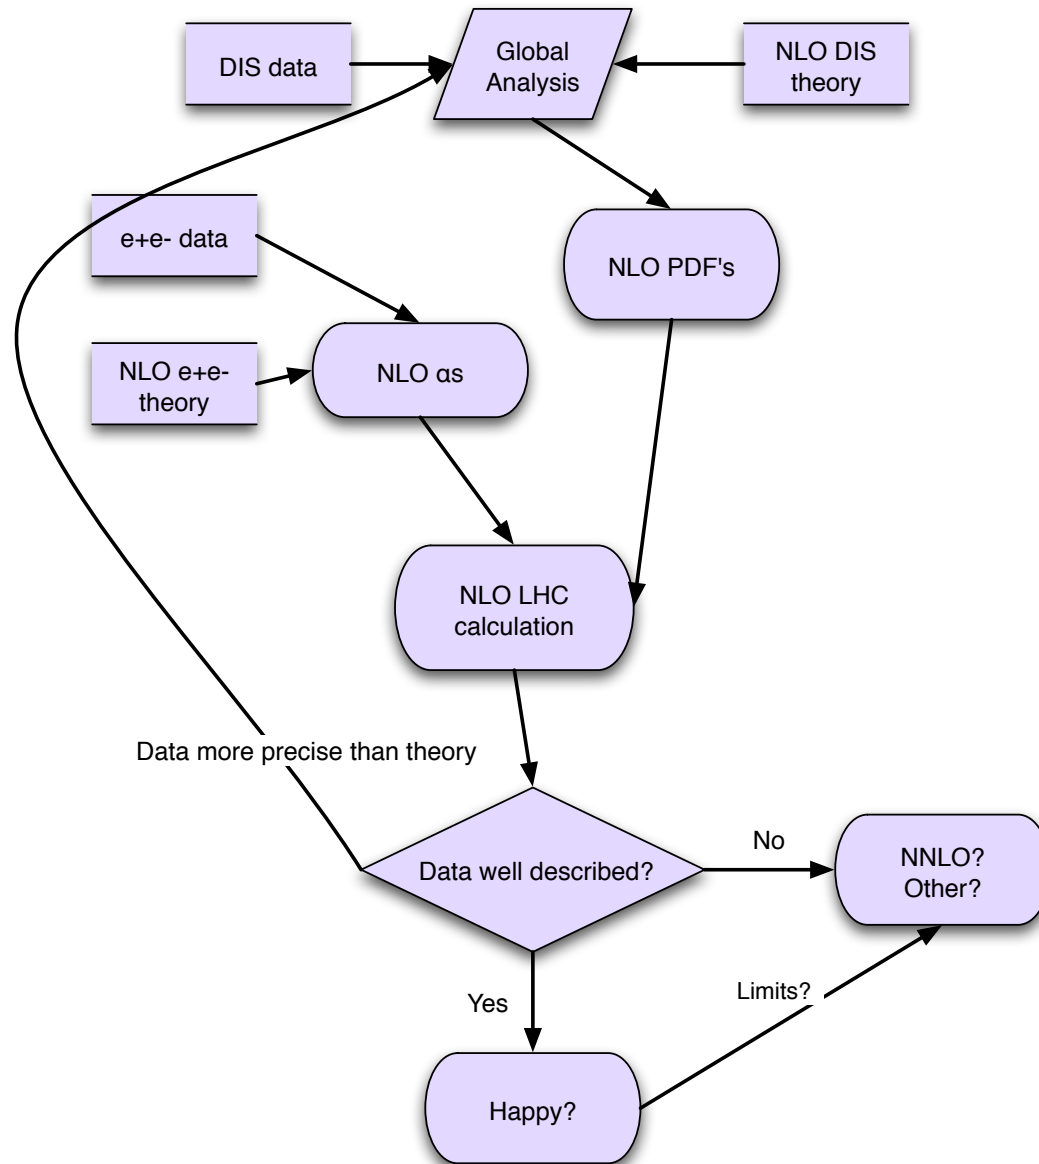 DIS data
Global
Analysis
NLO DIS
theory
e+e- data
NLO PDF's
NLO e+e-
theory
NLO αs
NLO LHC
calculation
Data more precise than theory
Data well described?
No
NNLO?
Other?
Yes
Limits?
Happy?